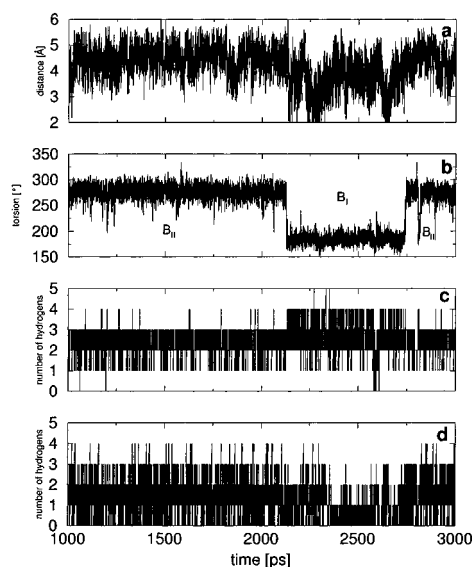 6
5
4
3
2
distance [Å]
a
350
300
250
200
150
torsion [°]
b
B_II
B_I
B_II
5
4
3
2
1
0
number of hydrogens
c
5
4
3
2
1
0
number of hydrogens
d
1000 1500 2000 2500 3000
time [ps]